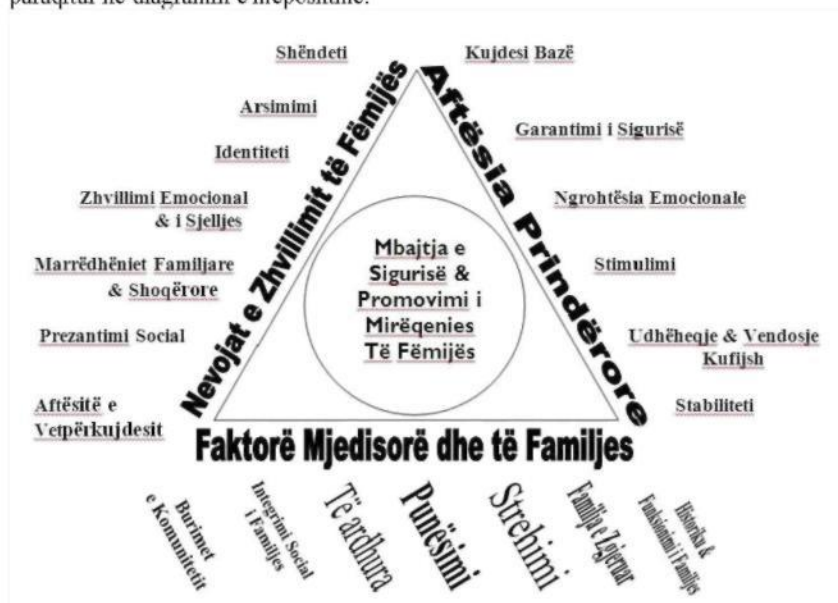 paraqitur në diagramin e mëposhtme.
Shëndeti
Arsimimi
Identiteti
Zhvillimi Emocional
& i Sjelljes
Marrëdhëniet Familjare
& Shoqërore
Prezantimi Social
Aftësitë e
Vetpërkujdesit
Nevojat e Zhvillimit të Fëmijës
Kujdesi Bazë
Garantimi i Sigurisë
Ngrohtësia Emocionale
Stimulimi
Udhëheqje & Vendosje
Kufijsh
Stabiliteti
Aftësia Prindërore
Mbajtja e
Sigurisë &
Promovimi i
Mirëqenies
Të Fëmijës
Faktorë Mjedisorë dhe të Familjes
Burimet
e Komunitetit
Integrimi Social
i Familjes
Të ardhura
Punësimi
Strehimi
Familja e Zgjeruar
Historiku &
Funksionimi i Familjes